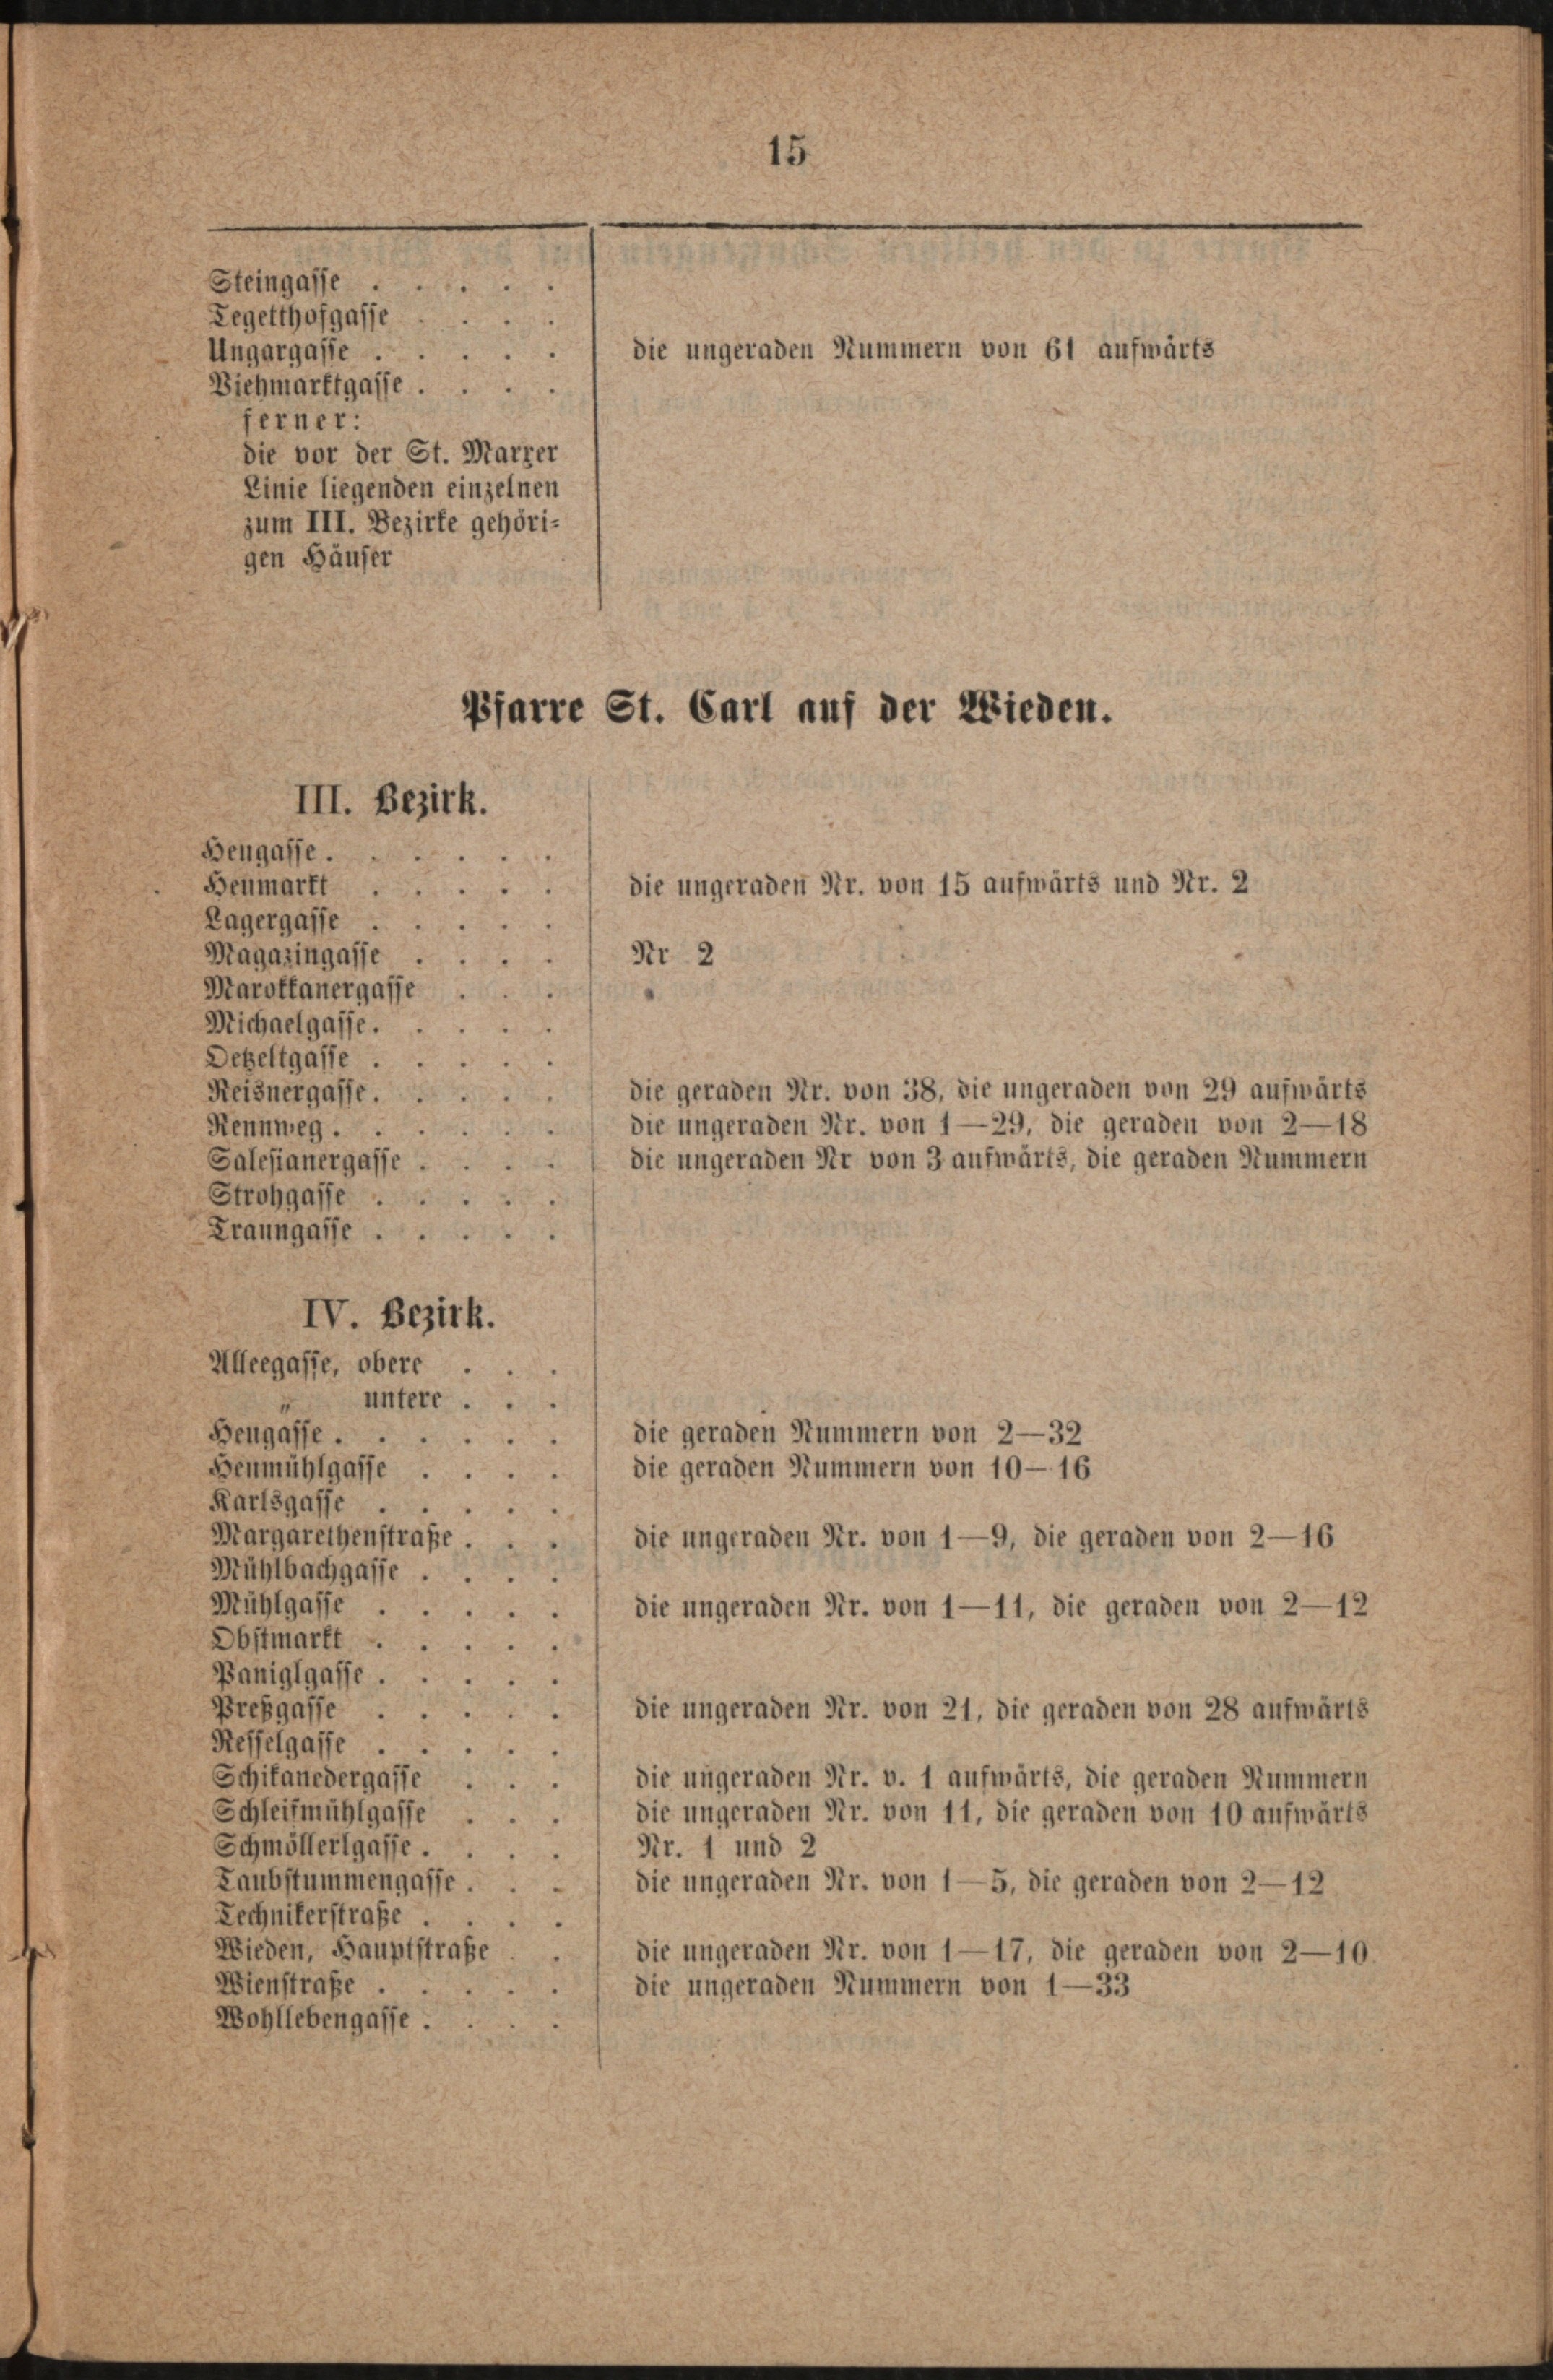 15
Steingasse . . . . .
Tegetthofgasse . . . .
Ungargasse . . . . . die ungeraden Nummern von 61 aufwärts
Viehmarktgasse . . . .
ferner:
die vor der St. Marxer
Linie liegenden einzelnen
zum III. Bezirke gehöri-
gen Häuser
Pfarre St. Carl auf der Wieden.
III. Bezirk.
Heugasse . . . . . .
Heumarkt . . . . . die ungeraden Nr. von 15 aufwärts und Nr. 2
Lagergasse . . . . .
Magazingasse . . . . Nr 2
Marokkanergasse . . .
Michaelgasse . . . . .
Oetzeltgasse . . . . .
Reisnergasse . . . . . die geraden Nr. von 38, die ungeraden von 29 aufwärts
Rennweg . . . . . . die ungeraden Nr. von 1—29, die geraden von 2—18
Salesianergasse . . . . die ungeraden Nr von 3 aufwärts, die geraden Nummern
Strohgasse . . . . .
Traungasse . . . . .
IV. Bezirk.
Alleegasse, obere . . .
„ untere . . .
Heugasse . . . . . . die geraden Nummern von 2—32
Heumühlgasse . . . . die geraden Nummern von 10—16
Karlsgasse . . . . .
Margarethenstraße . . . die ungeraden Nr. von 1—9, die geraden von 2—16
Mühlbachgasse . . . .
Mühlgasse . . . . . die ungeraden Nr. von 1—11, die geraden von 2—12
Obstmarkt . . . . .
Paniglgasse . . . . .
Preßgasse . . . . . die ungeraden Nr. von 21, die geraden von 28 aufwärts
Resselgasse . . . . .
Schikanedergasse . . . die ungeraden Nr. v. 1 aufwärts, die geraden Nummern
Schleifmühlgasse . . . die ungeraden Nr. von 11, die geraden von 10 aufwärts
Schmöllerlgasse . . . . Nr. 1 und 2
Taubstummengasse . . . die ungeraden Nr. von 1—5, die geraden von 2—12
Technikerstraße . . . .
Wieden, Hauptstraße . . die ungeraden Nr. von 1—17, die geraden von 2—10
Wienstraße . . . . . die ungeraden Nummern von 1—33
Wohllebengasse . . . .